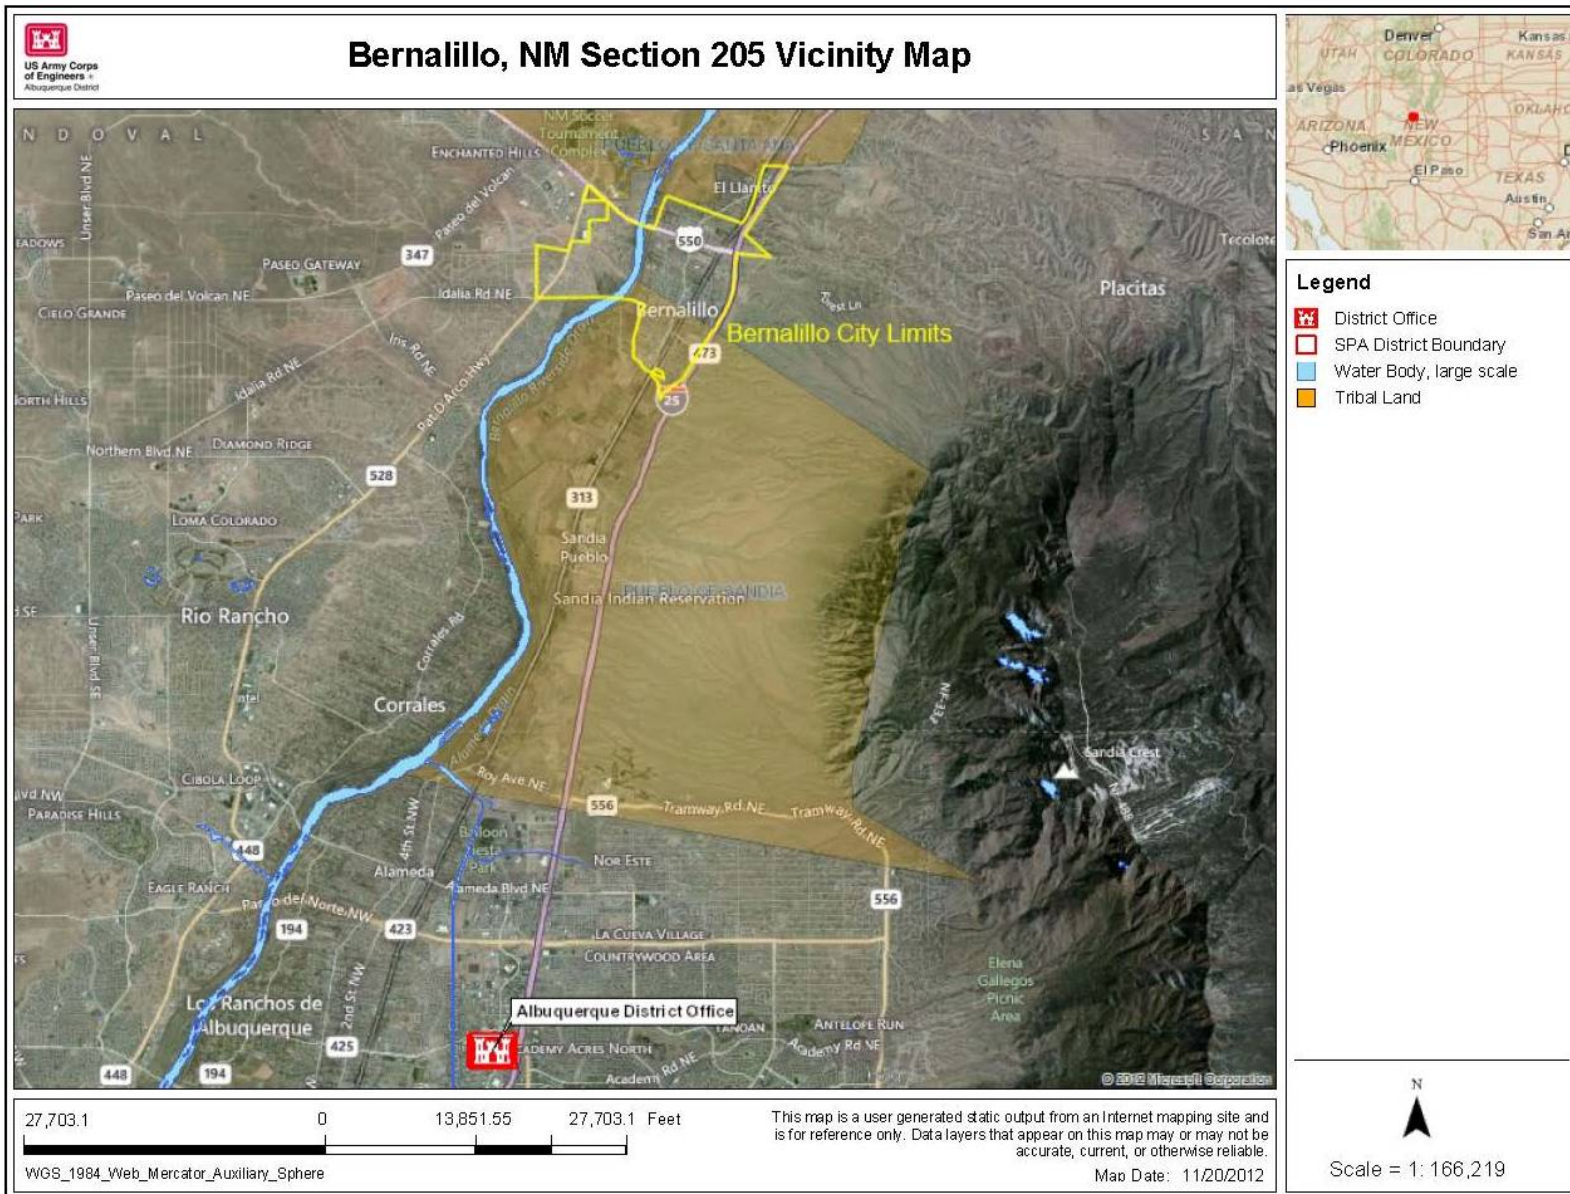 US Army Corps
of Engineers
Albuquerque District
Bernalillo, NM Section 205 Vicinity Map
Denver
Kansas
UTAH
COLORADO
KANSAS
as Vegas
OKLAHO
ARIZONA
NEW
MEXICO
Phoenix
El Paso
TEXAS
Austin
San An
Legend
District Office
SPA District Boundary
Water Body, large scale
Tribal Land
N D O V A L
S A N
NM Soccer
Tournament
Complex
PUEBLO OF SANTA ANA
ENCHANTED HILLS
El Llanito
Unser Blvd NE
Paseo del Volcan
EADOWS
347
550
Tecolote
PASEO GATEWAY
Paseo del Volcan NE
Idalia Rd NE
CIELO GRANDE
Placitas
Bernalillo
Bernalillo City Limits
473
Iris Rd NE
Idalia Rd NE
Pat D Arco Hwy
Bernalillo Riverside Drain
25
NORTH HILLS
DIAMOND RIDGE
Northern Blvd NE
528
313
PARK
LOMA COLORADO
Sandia
Pueblo
PUEBLO OF SANDIA
Sandia Indian Reservation
Rio Rancho
Unser Blvd SE
Corrales Rd
Intel
Corrales
Sandia Crest
CIBOLA LOOP
Roy Ave NE
556
Tramway Rd NE
Tramway Rd NE
NF-488
lvd NW
PARADISE HILLS
4th St NW
Balloon
Fiesta
Park
448
Alameda
NOR ESTE
EAGLE RANCH
Alameda Blvd NE
556
Paseo del Norte NW
194
423
LA CUEVA VILLAGE
COUNTRYWOOD AREA
Elena
Gallegos
Picnic
Area
Los Ranchos de
Albuquerque
2nd St NW
Albuquerque District Office
TANOAN
ANTELOPE RUN
425
ACADEMY ACRES NORTH
Academy Rd NE
448
194
Academy Rd NE
© 2012 Microsoft Corporation
27,703.1
0
13,851.55
27,703.1 Feet
WGS_1984_Web_Mercator_Auxiliary_Sphere
This map is a user generated static output from an Internet mapping site and
is for reference only. Data layers that appear on this map may or may not be
accurate, current, or otherwise reliable.
Map Date: 11/20/2012
N
Scale = 1: 166,219